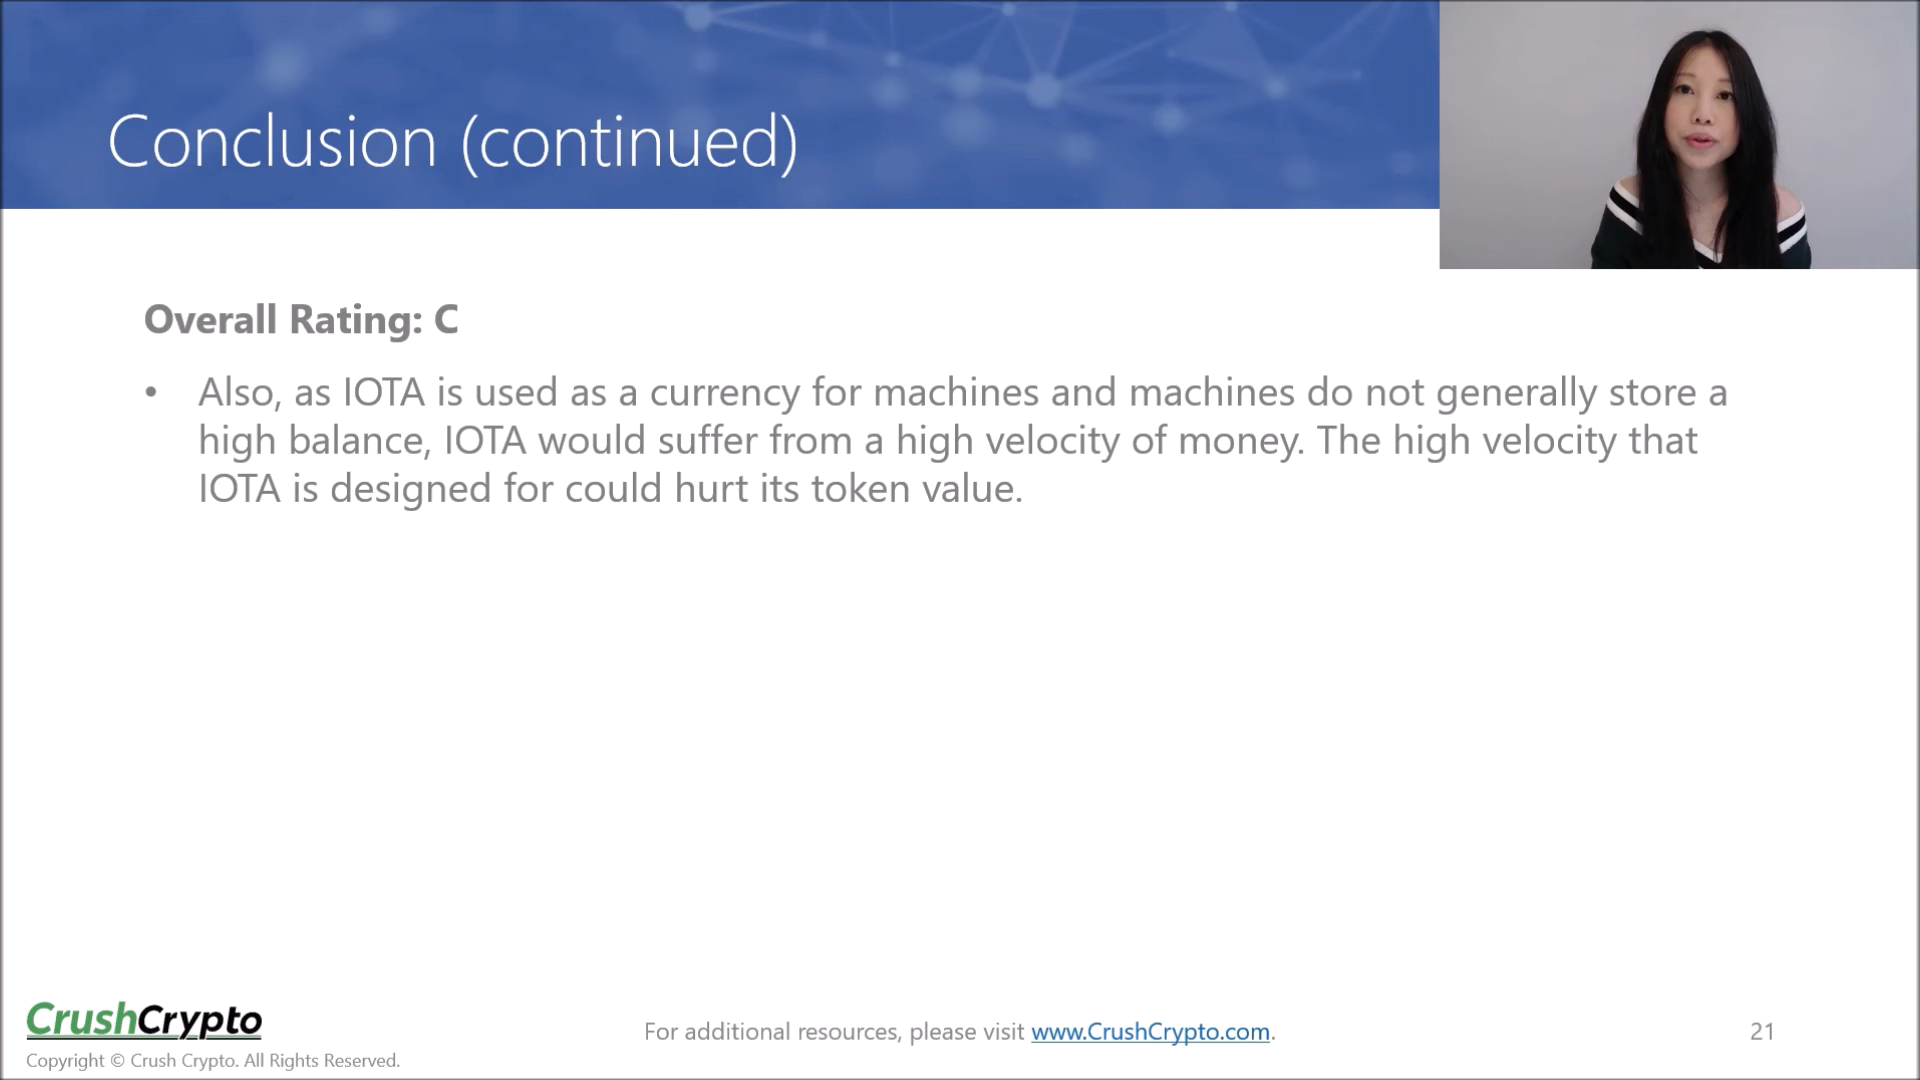 Conclusion (continued)
Overall Rating: C
• Also, as IOTA is used as a currency for machines and machines do not generally store a
high balance, IOTA would suffer from a high velocity of money. The high velocity that
IOTA is designed for could hurt its token value.
CrushCrypto
Copyright © Crush Crypto. All Rights Reserved.
For additional resources, please visit www.CrushCrypto.com.
21